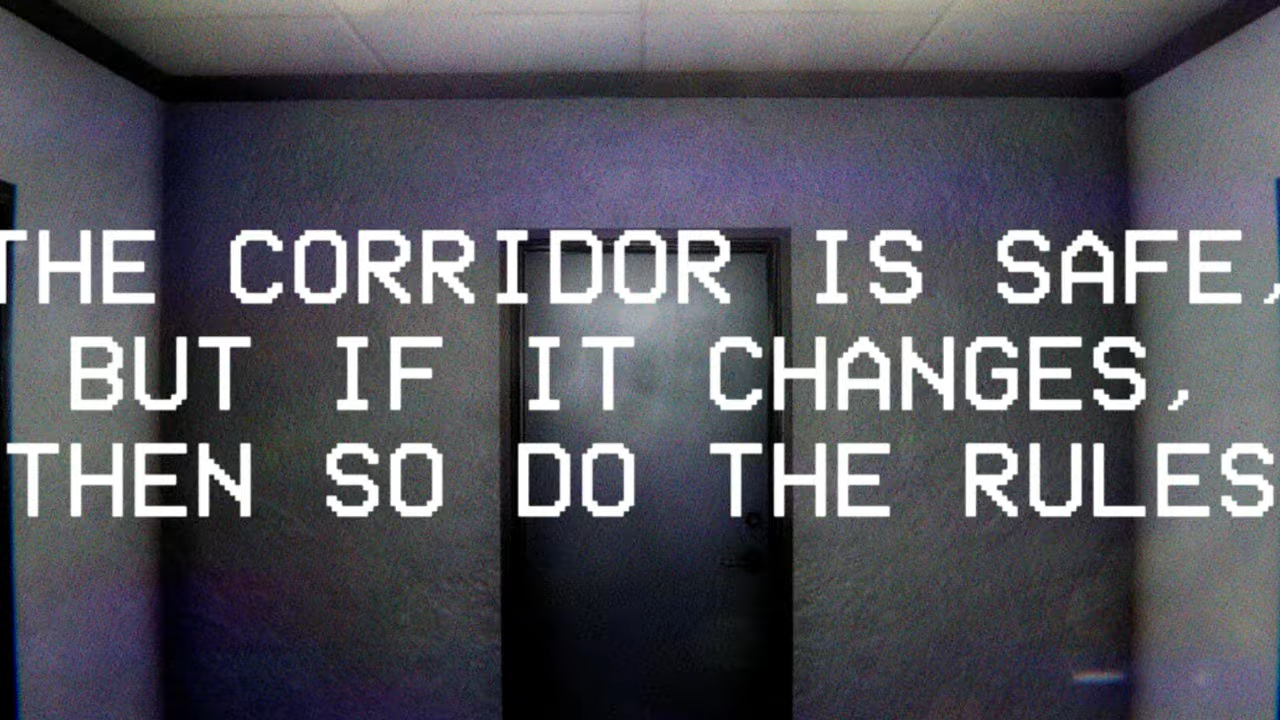 THE CORRIDOR IS SAFE,
BUT IF IT CHANGES,
THEN SO DO THE RULES